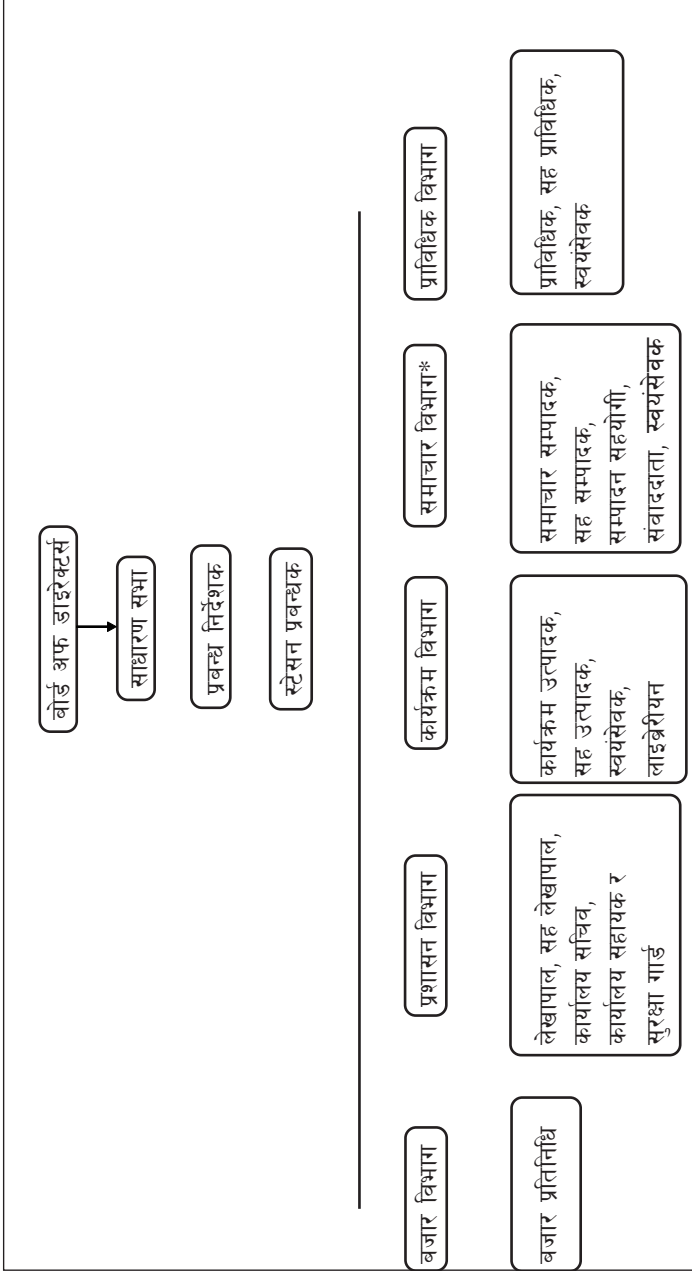 बोर्ड अफ डाइरेक्टर्स
साधारण सभा
प्रबन्ध निर्देशक
स्टेसन प्रबन्धक
बजार विभाग
प्रशासन विभाग
कार्यक्रम विभाग
समाचार विभाग*
प्राविधिक विभाग
बजार प्रतिनिधि
लेखापाल, सह लेखापाल,
कार्यालय सचिव,
कार्यालय सहायक र
सुरक्षा गार्ड
कार्यक्रम उत्पादक,
सह उत्पादक,
स्वयंसेवक,
लाइब्रेरीयन
समाचार सम्पादक,
सह सम्पादक,
सम्पादन सहयोगी,
संवाददाता, स्वयंसेवक
प्राविधिक, सह प्राविधिक,
स्वयंसेवक